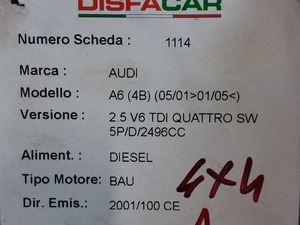 DISFACAR
Numero Scheda : 1114
Marca : AUDI
Modello : A6 (4B) (05/01>01/05<)
Versione : 2.5 V6 TDI QUATTRO SW
5P/D/2496CC
Aliment. : DIESEL
Tipo Motore: BAU
Dir. Emis.: 2001/100 CE
4x4
A